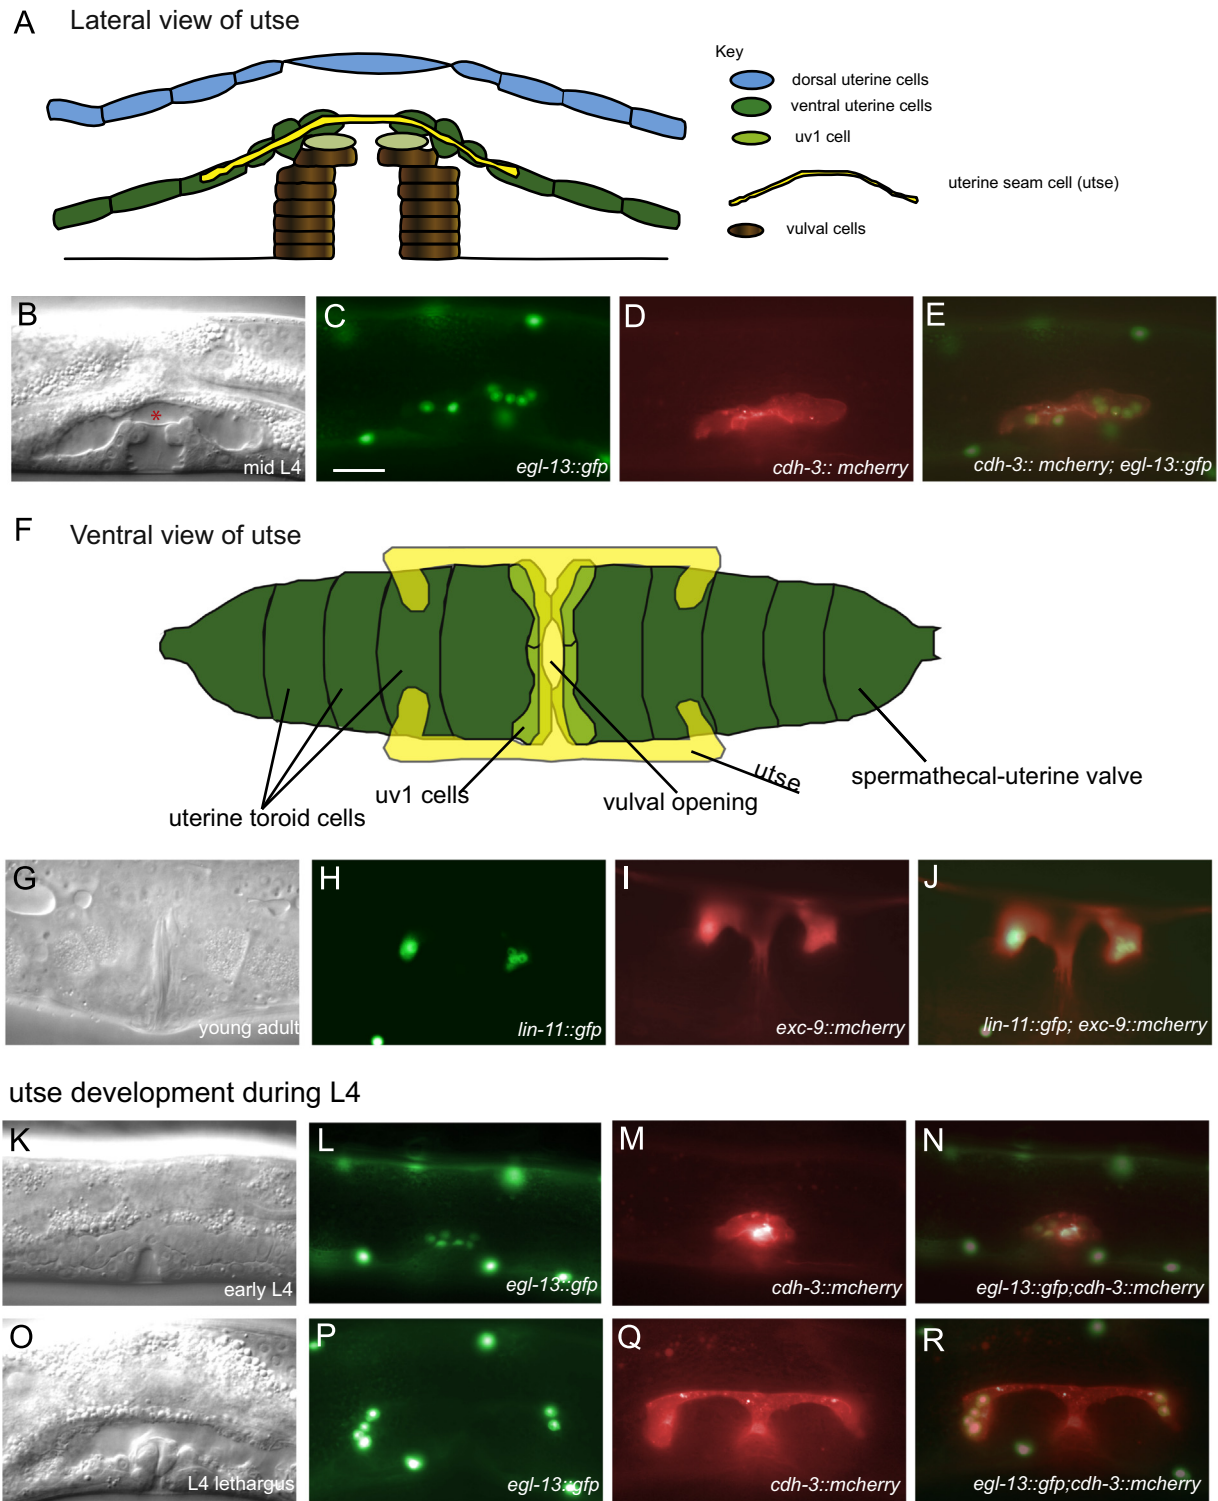 A Lateral view of utse
Key
dorsal uterine cells
ventral uterine cells
uv1 cell
uterine seam cell (utse)
vulval cells
B
*
mid L4
C
egl-13::gfp
D
cdh-3:: mcherry
E
cdh-3:: mcherry; egl-13::gfp
F Ventral view of utse
utse
spermathecal-uterine valve
uv1 cells
vulval opening
uterine toroid cells
G
young adult
H
lin-11::gfp
I
exc-9::mcherry
J
lin-11::gfp; exc-9::mcherry
utse development during L4
K
early L4
L
egl-13::gfp
M
cdh-3::mcherry
N
egl-13::gfp;cdh-3::mcherry
O
L4 lethargus
P
egl-13::gfp
Q
cdh-3::mcherry
R
egl-13::gfp;cdh-3::mcherry